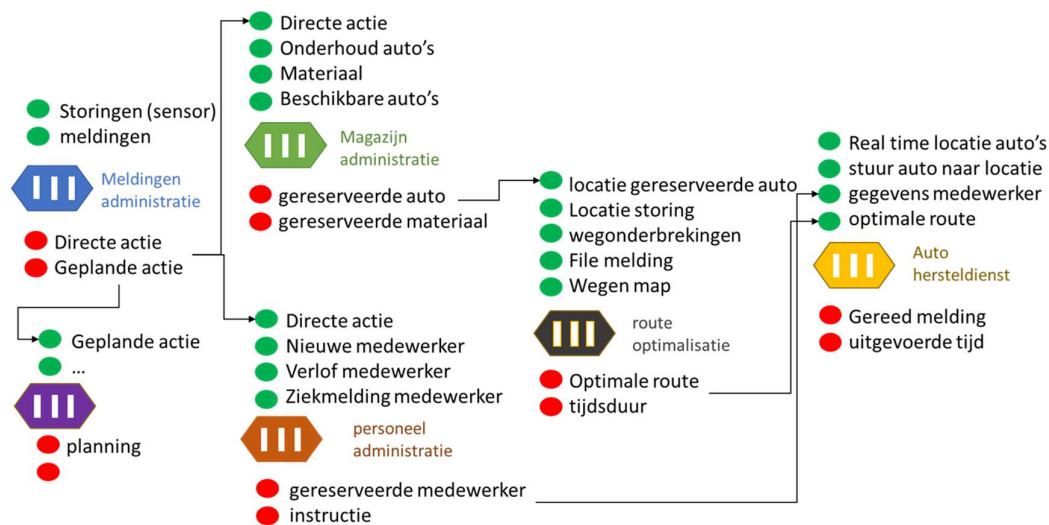 Storingen (sensor)
meldingen
Meldingen
administratie
Directe actie
Geplande actie
Geplande actie
...
planning
Directe actie
Onderhoud auto's
Materiaal
Beschikbare auto's
Magazijn
administratie
gereserveerde auto
gereserveerde materiaal
Directe actie
Nieuwe medewerker
Verlof medewerker
Ziekmelding medewerker
personeel
administratie
gereserveerde medewerker
instructie
locatie gereserveerde auto
Locatie storing
wegonderbrekingen
File melding
Wegen map
route
optimalisatie
Optimale route
tijdsduur
Real time locatie auto's
stuur auto naar locatie
gegevens medewerker
optimale route
Auto
hersteldienst
Gereed melding
uitgevoerde tijd